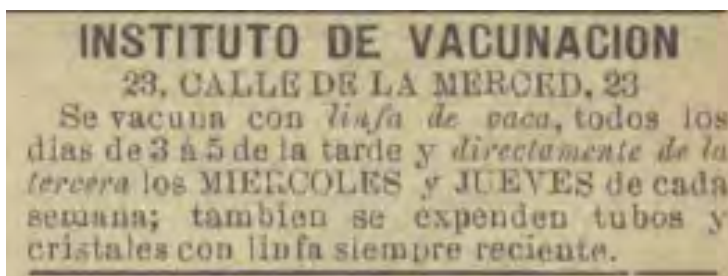 INSTITUTO DE VACUNACION
23, CALLE DE LA MERCED, 23
Se vacuna con linfa de vaca, todos los
dias de 3 á 5 de la tarde y directamente de la
tercera los MIERCOLES y JUEVES de cada
semana; tambien se expenden tubos y
cristales con linfa siempre reciente.